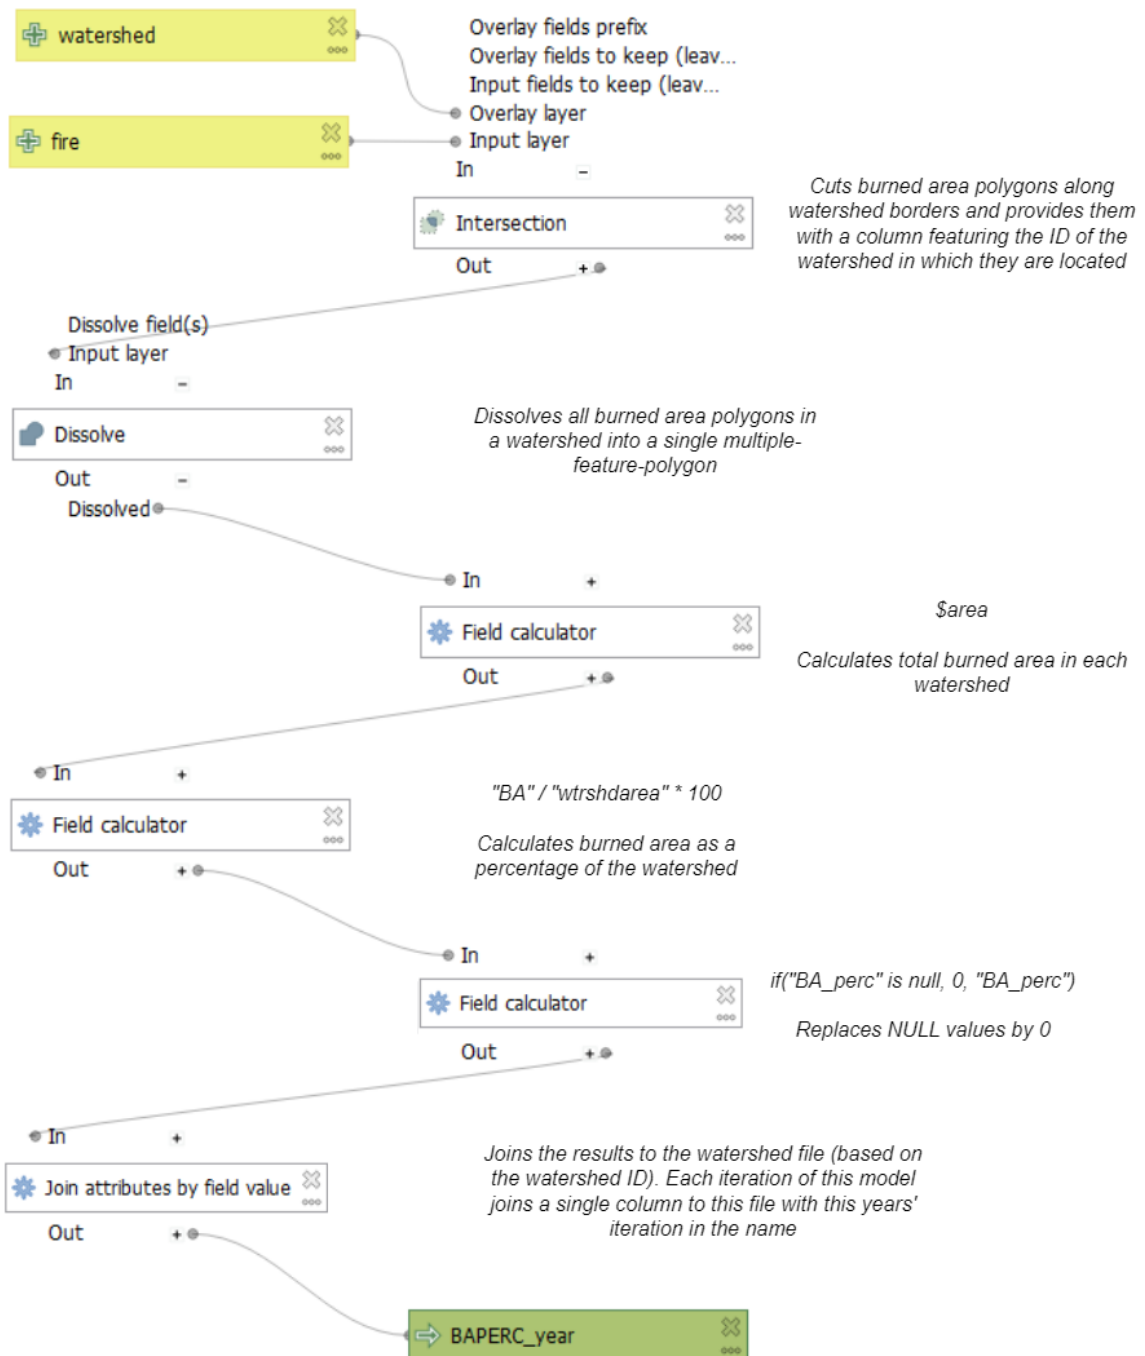 watershed
Overlay fields prefix
Overlay fields to keep (leav...
Input fields to keep (leav...
Overlay layer
fire
Input layer
In -
Intersection
Out +
Cuts burned area polygons along
watershed borders and provides them
with a column featuring the ID of the
watershed in which they are located
Dissolve field(s)
Input layer
In -
Dissolve
Out -
Dissolved
Dissolves all burned area polygons in
a watershed into a single multiple-
feature-polygon
In +
Field calculator
Out +
$area
Calculates total burned area in each
watershed
In +
Field calculator
Out +
"BA" / "wtrshdarea" * 100
Calculates burned area as a
percentage of the watershed
In +
Field calculator
Out +
if("BA_perc" is null, 0, "BA_perc")
Replaces NULL values by 0
In +
Join attributes by field value
Out +
Joins the results to the watershed file (based on
the watershed ID). Each iteration of this model
joins a single column to this file with this years'
iteration in the name
BAPERC_year